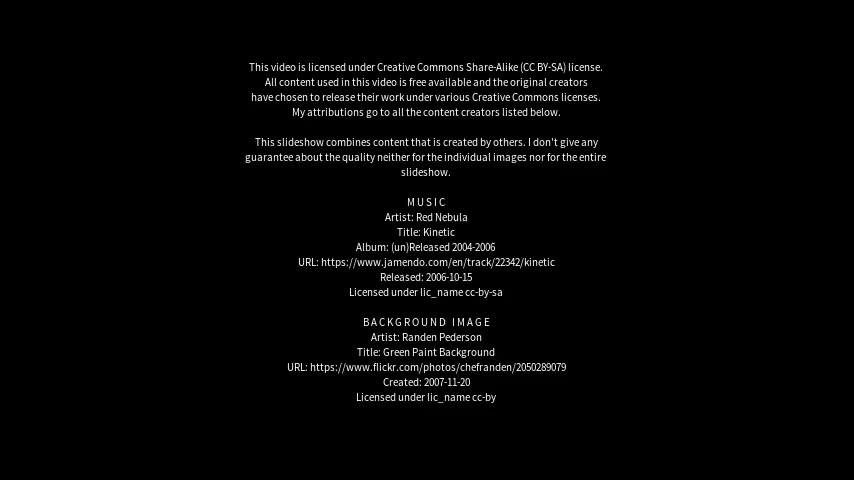 This video is licensed under Creative Commons Share-Alike (CC BY-SA) license.
All content used in this video is free available and the original creators
have chosen to release their work under various Creative Commons licenses.
My attributions go to all the content creators listed below.
This slideshow combines content that is created by others. I don't give any
guarantee about the quality neither for the individual images nor for the entire
slideshow.
MUSIC
Artist: Red Nebula
Title: Kinetic
Album: (un)Released 2004-2006
URL: https://www.jamendo.com/en/track/22342/kinetic
Released: 2006-10-15
Licensed under lic_name cc-by-sa
BACKGROUND IMAGE
Artist: Randen Pederson
Title: Green Paint Background
URL: https://www.flickr.com/photos/chefranden/2050289079
Created: 2007-11-20
Licensed under lic_name cc-by